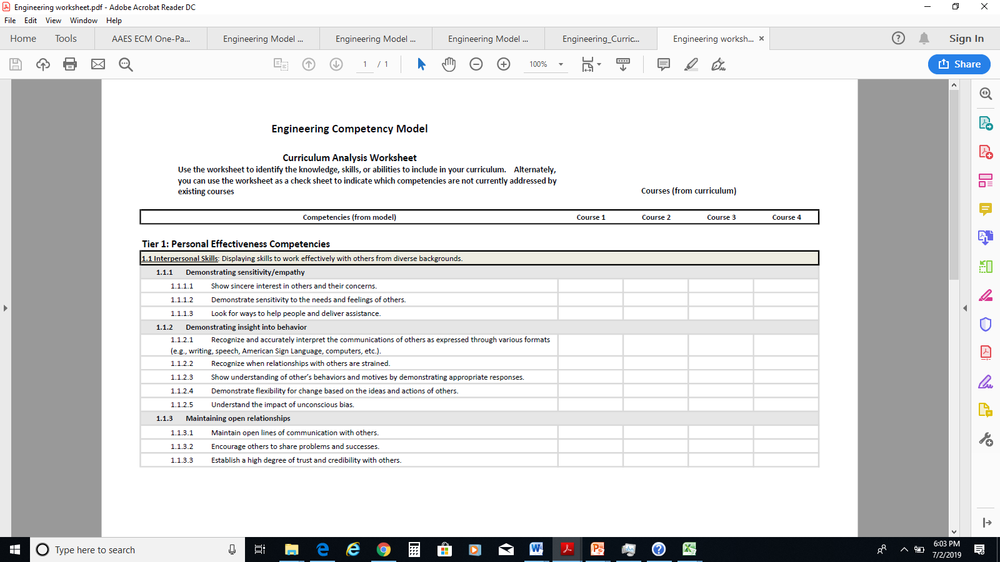 Engineering worksheet.pdf - Adobe Acrobat Reader DC
File Edit View Window Help
Home Tools AAES ECM One-Pa... Engineering Model ... Engineering Model ... Engineering Model ... Engineering_Curric... Engineering worksh... × Sign In
1 / 1 100% Share
Engineering Competency Model
Curriculum Analysis Worksheet
Use the worksheet to identify the knowledge, skills, or abilities to include in your curriculum. Alternately,
you can use the worksheet as a check sheet to indicate which competencies are not currently addressed by
existing courses
Courses (from curriculum)
Competencies (from model) Course 1 Course 2 Course 3 Course 4
Tier 1: Personal Effectiveness Competencies
1.1 Interpersonal Skills: Displaying skills to work effectively with others from diverse backgrounds.
1.1.1 Demonstrating sensitivity/empathy
1.1.1.1 Show sincere interest in others and their concerns.
1.1.1.2 Demonstrate sensitivity to the needs and feelings of others.
1.1.1.3 Look for ways to help people and deliver assistance.
1.1.2 Demonstrating insight into behavior
1.1.2.1 Recognize and accurately interpret the communications of others as expressed through various formats
(e.g., writing, speech, American Sign Language, computers, etc.).
1.1.2.2 Recognize when relationships with others are strained.
1.1.2.3 Show understanding of other’s behaviors and motives by demonstrating appropriate responses.
1.1.2.4 Demonstrate flexibility for change based on the ideas and actions of others.
1.1.2.5 Understand the impact of unconscious bias.
1.1.3 Maintaining open relationships
1.1.3.1 Maintain open lines of communication with others.
1.1.3.2 Encourage others to share problems and successes.
1.1.3.3 Establish a high degree of trust and credibility with others.
Type here to search
6:03 PM
7/2/2019